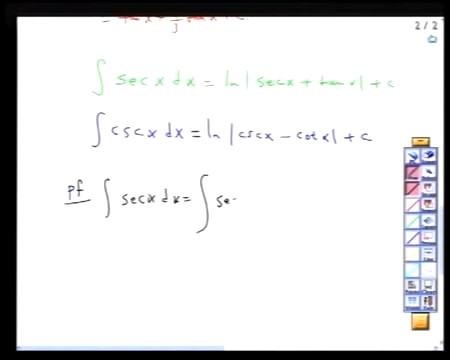 2/2
∫ sec x dx = ln | sec x + tan x | + c
∫ csc x dx = ln | csc x - cot x | + c
pf ∫ sec x dx = ∫ se